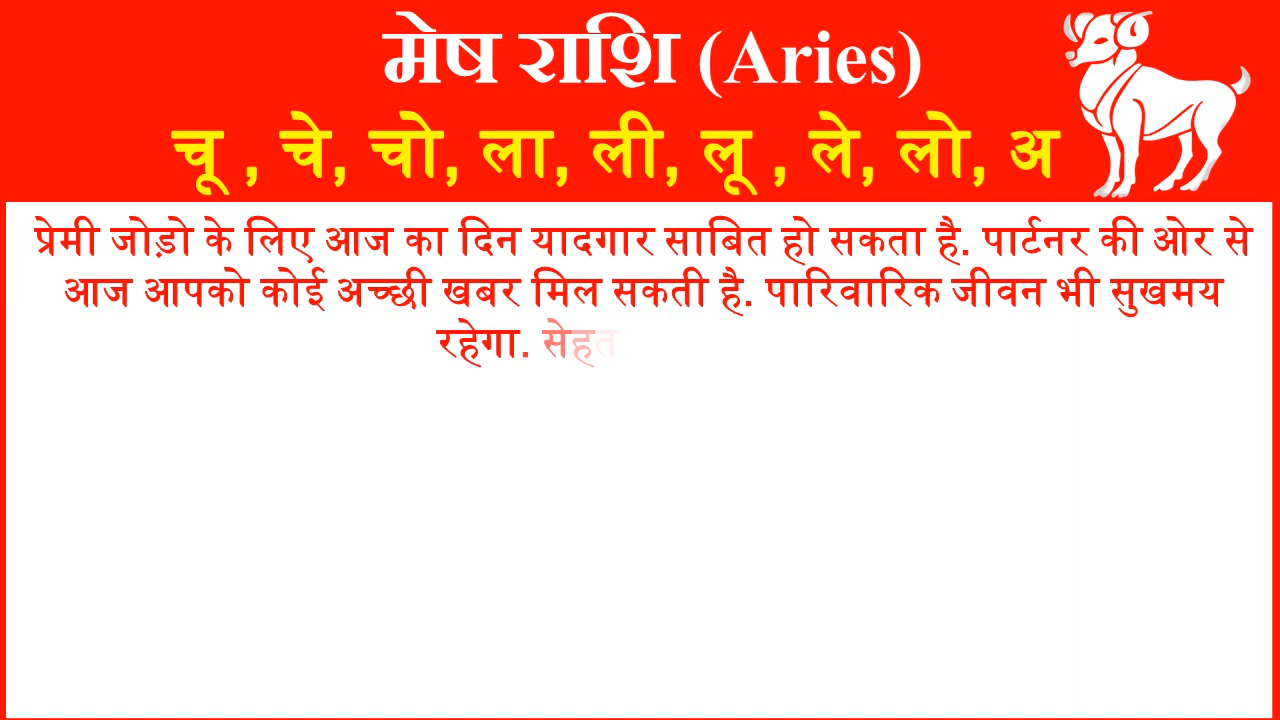 मेष राशि (Aries)
चू , चे, चो, ला, ली, लू , ले, लो, अ
प्रेमी जोड़ो के लिए आज का दिन यादगार साबित हो सकता है. पार्टनर की ओर से
आज आपको कोई अच्छी खबर मिल सकती है. पारिवारिक जीवन भी सुखमय
रहेगा. सेहत